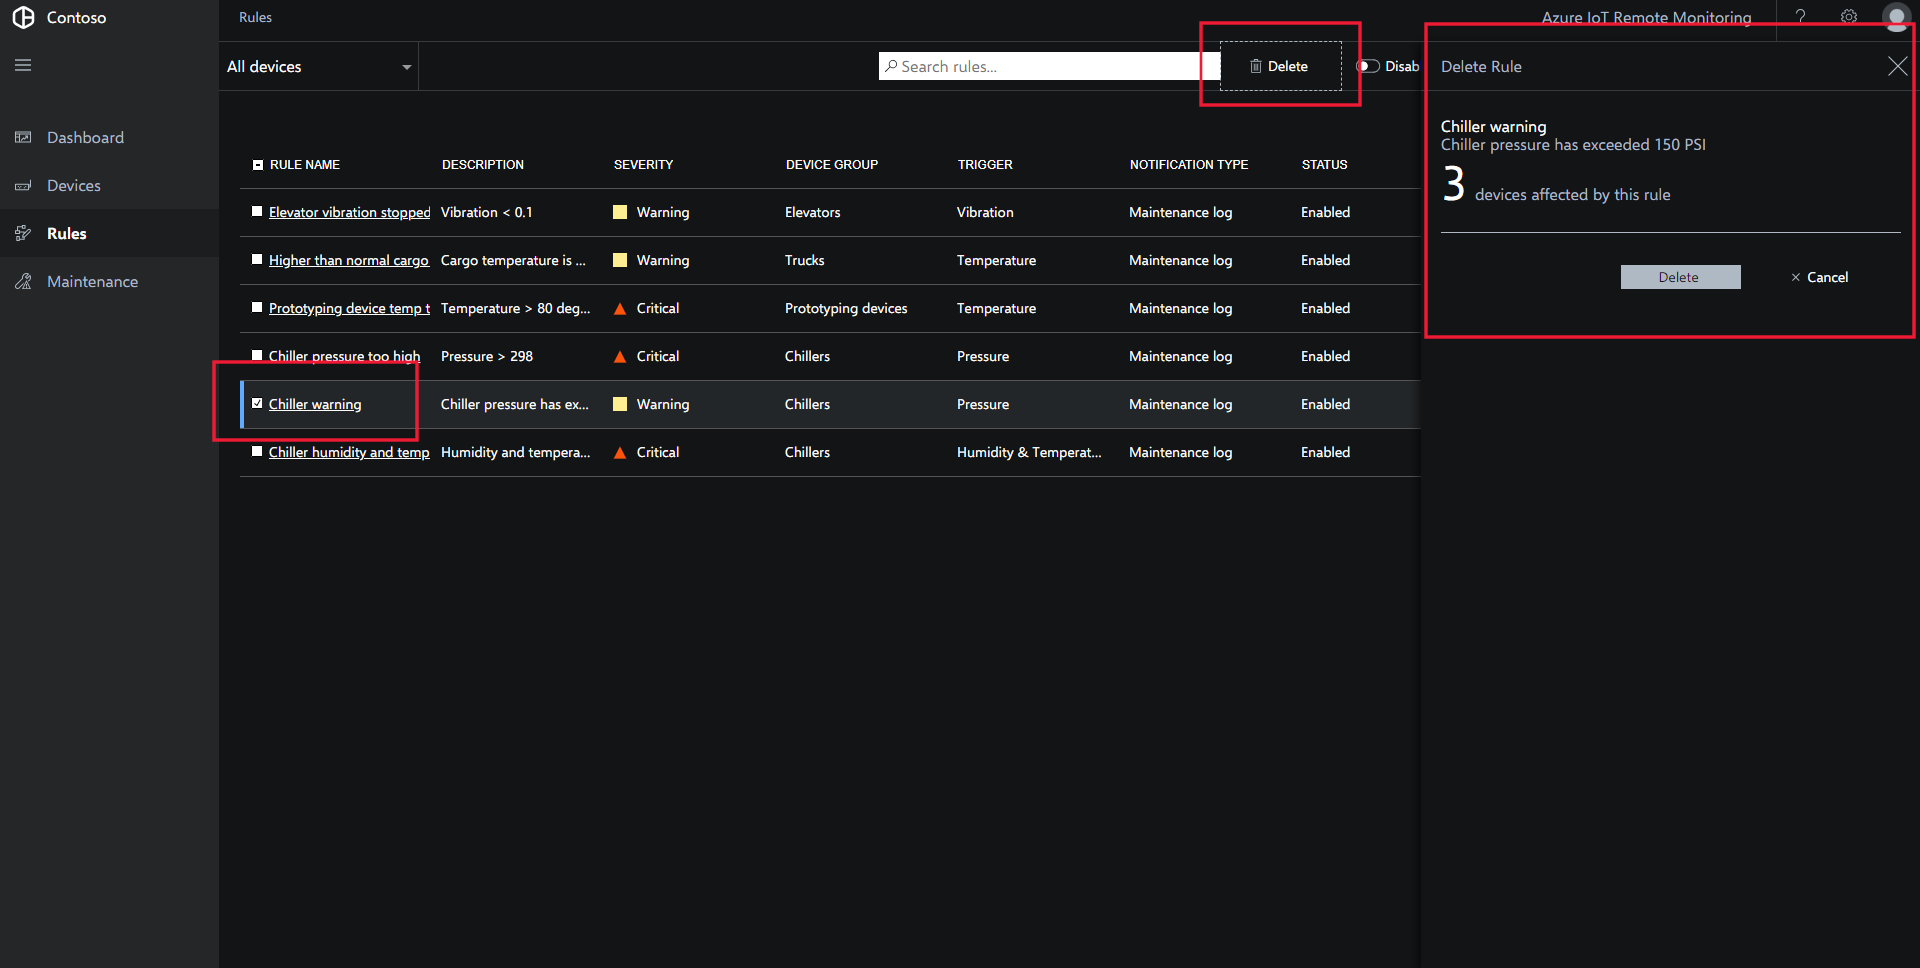 Contoso
Rules
Azure IoT Remote Monitoring
?
All devices
Search rules...
Delete
Disab
Delete Rule
Dashboard
Devices
Rules
Maintenance
RULE NAME DESCRIPTION SEVERITY DEVICE GROUP TRIGGER NOTIFICATION TYPE STATUS
Elevator vibration stopped Vibration < 0.1 Warning Elevators Vibration Maintenance log Enabled
Higher than normal cargo Cargo temperature is ... Warning Trucks Temperature Maintenance log Enabled
Prototyping device temp t Temperature > 80 deg... Critical Prototyping devices Temperature Maintenance log Enabled
Chiller pressure too high Pressure > 298 Critical Chillers Pressure Maintenance log Enabled
Chiller warning Chiller pressure has ex... Warning Chillers Pressure Maintenance log Enabled
Chiller humidity and temp Humidity and tempera... Critical Chillers Humidity & Temperat... Maintenance log Enabled
Chiller warning
Chiller pressure has exceeded 150 PSI
3 devices affected by this rule
Delete
Cancel